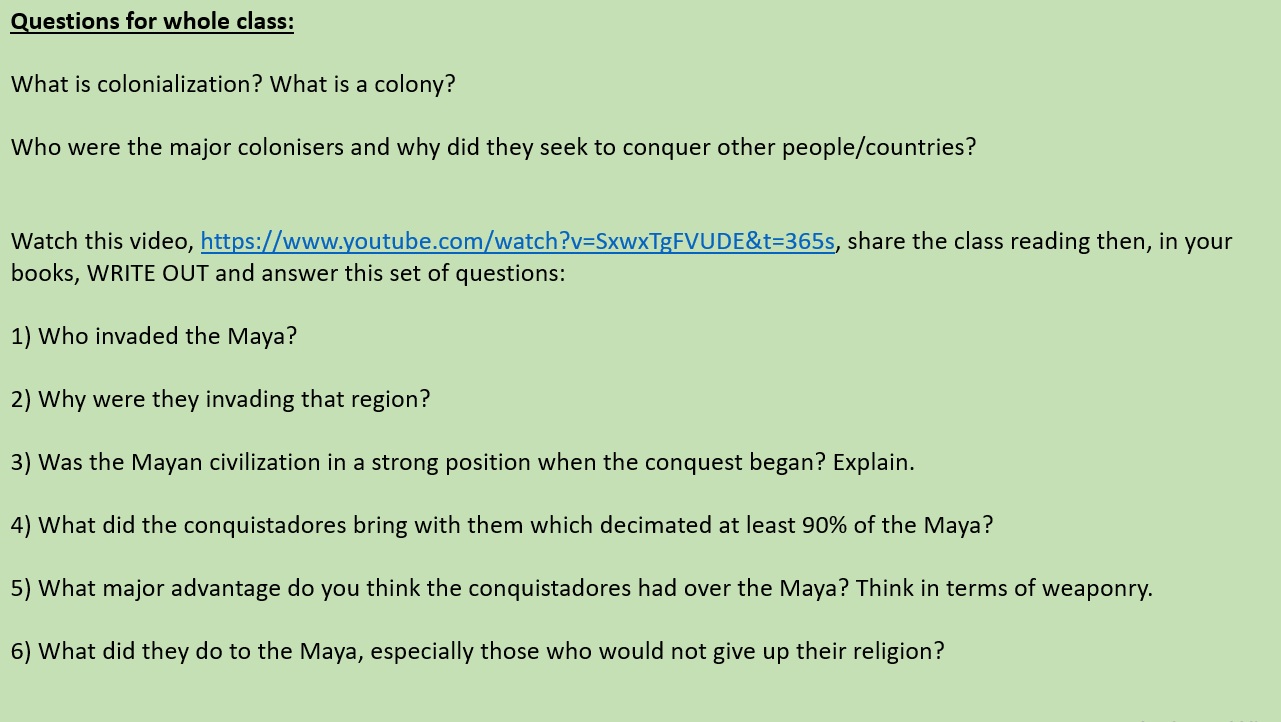 Questions for whole class:
What is colonialization? What is a colony?
Who were the major colonisers and why did they seek to conquer other people/countries?
Watch this video, https://www.youtube.com/watch?v=SxwxTgFVUDE&t=365s, share the class reading then, in your
books, WRITE OUT and answer this set of questions:
1) Who invaded the Maya?
2) Why were they invading that region?
3) Was the Mayan civilization in a strong position when the conquest began? Explain.
4) What did the conquistadores bring with them which decimated at least 90% of the Maya?
5) What major advantage do you think the conquistadores had over the Maya? Think in terms of weaponry.
6) What did they do to the Maya, especially those who would not give up their religion?